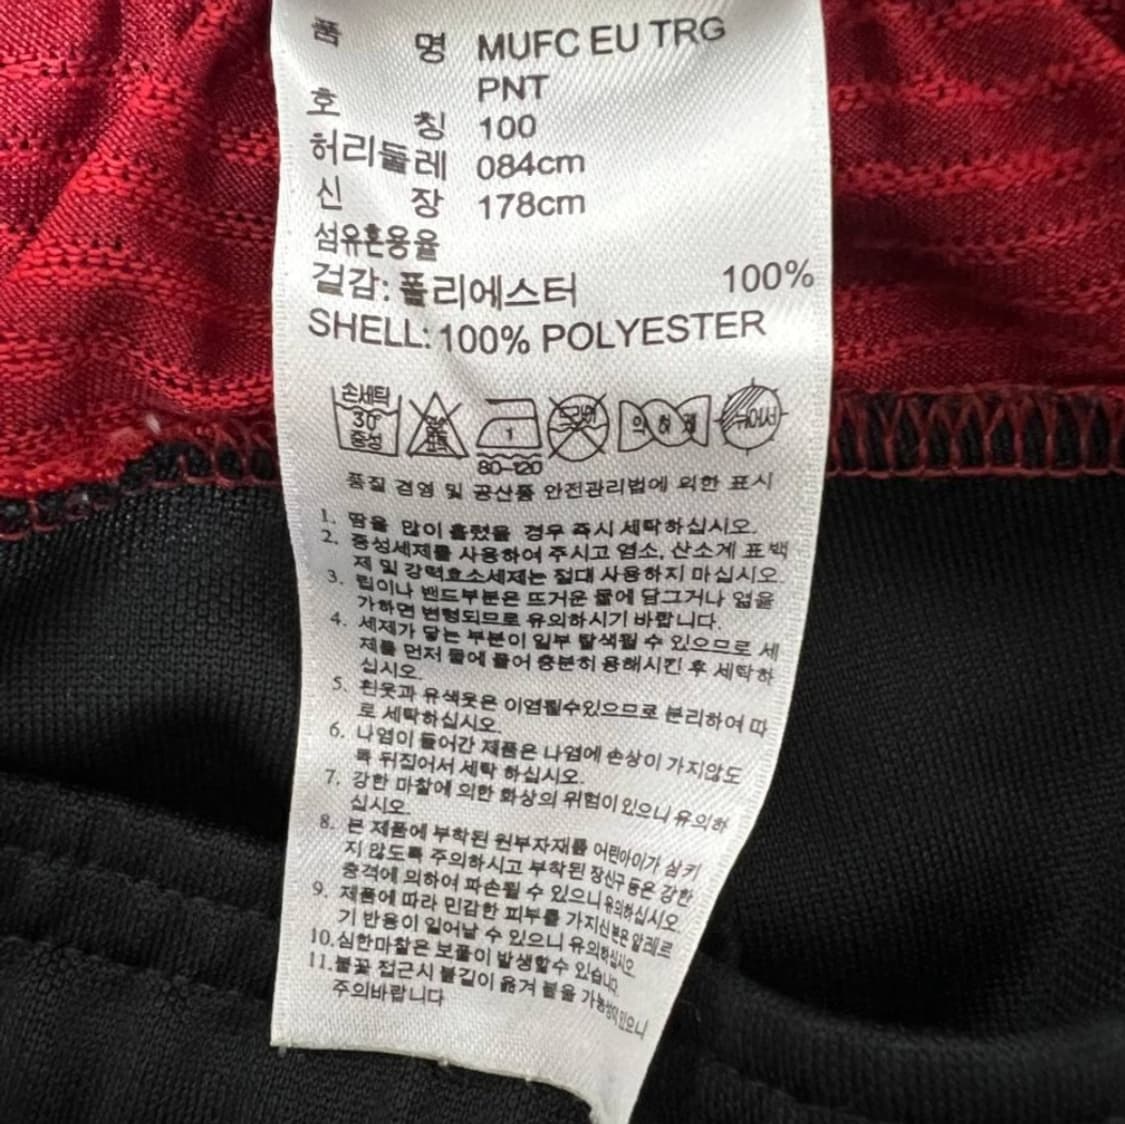 품 명 MUFC EU TRG
PNT
호 칭 100
허리둘레 084cm
신 장 178cm
섬유혼용율
겉감: 폴리에스터 100%
SHELL: 100% POLYESTER
손세탁
30°
중성
80-120
드라이
약하게
뉘어서
품질 경영 및 공산품 안전관리법에 의한 표시
1. 땀을 많이 흘렸을 경우 즉시 세탁하십시오.
2. 중성세제를 사용하여 주시고 염소, 산소계 표백
제 및 강력효소세제는 절대 사용하지 마십시오.
3. 립이나 밴드부분은 뜨거운 물에 담그거나 열을
가하면 변형되므로 유의하시기 바랍니다.
4. 세제가 닿는 부분이 일부 탈색될 수 있으므로 세
제를 먼저 물에 풀어 충분히 용해시킨 후 세탁하
십시오.
5. 흰옷과 유색옷은 이염될수있으므로 분리하여 따
로 세탁하십시오.
6. 나염이 들어간 제품은 나염에 손상이 가지않도
록 뒤집어서 세탁 하십시오.
7. 강한 마찰에 의한 화상의 위험이 있으니 유의하
십시오.
8. 본 제품에 부착된 원부자재를 어린아이가 삼키
지 않도록 주의하시고 부착된 장신구 등은 강한
충격에 의하여 파손될 수 있으니 유의하십시오.
9. 제품에 따라 민감한 피부를 가지신분은 알레르
기 반응이 일어날 수 있으니 유의하십시오.
10.심한마찰은 보풀이 발생할수 있습니다.
11.불꽃 접근시 불길이 옮겨 붙을 가능성이 있으니
주의바랍니다